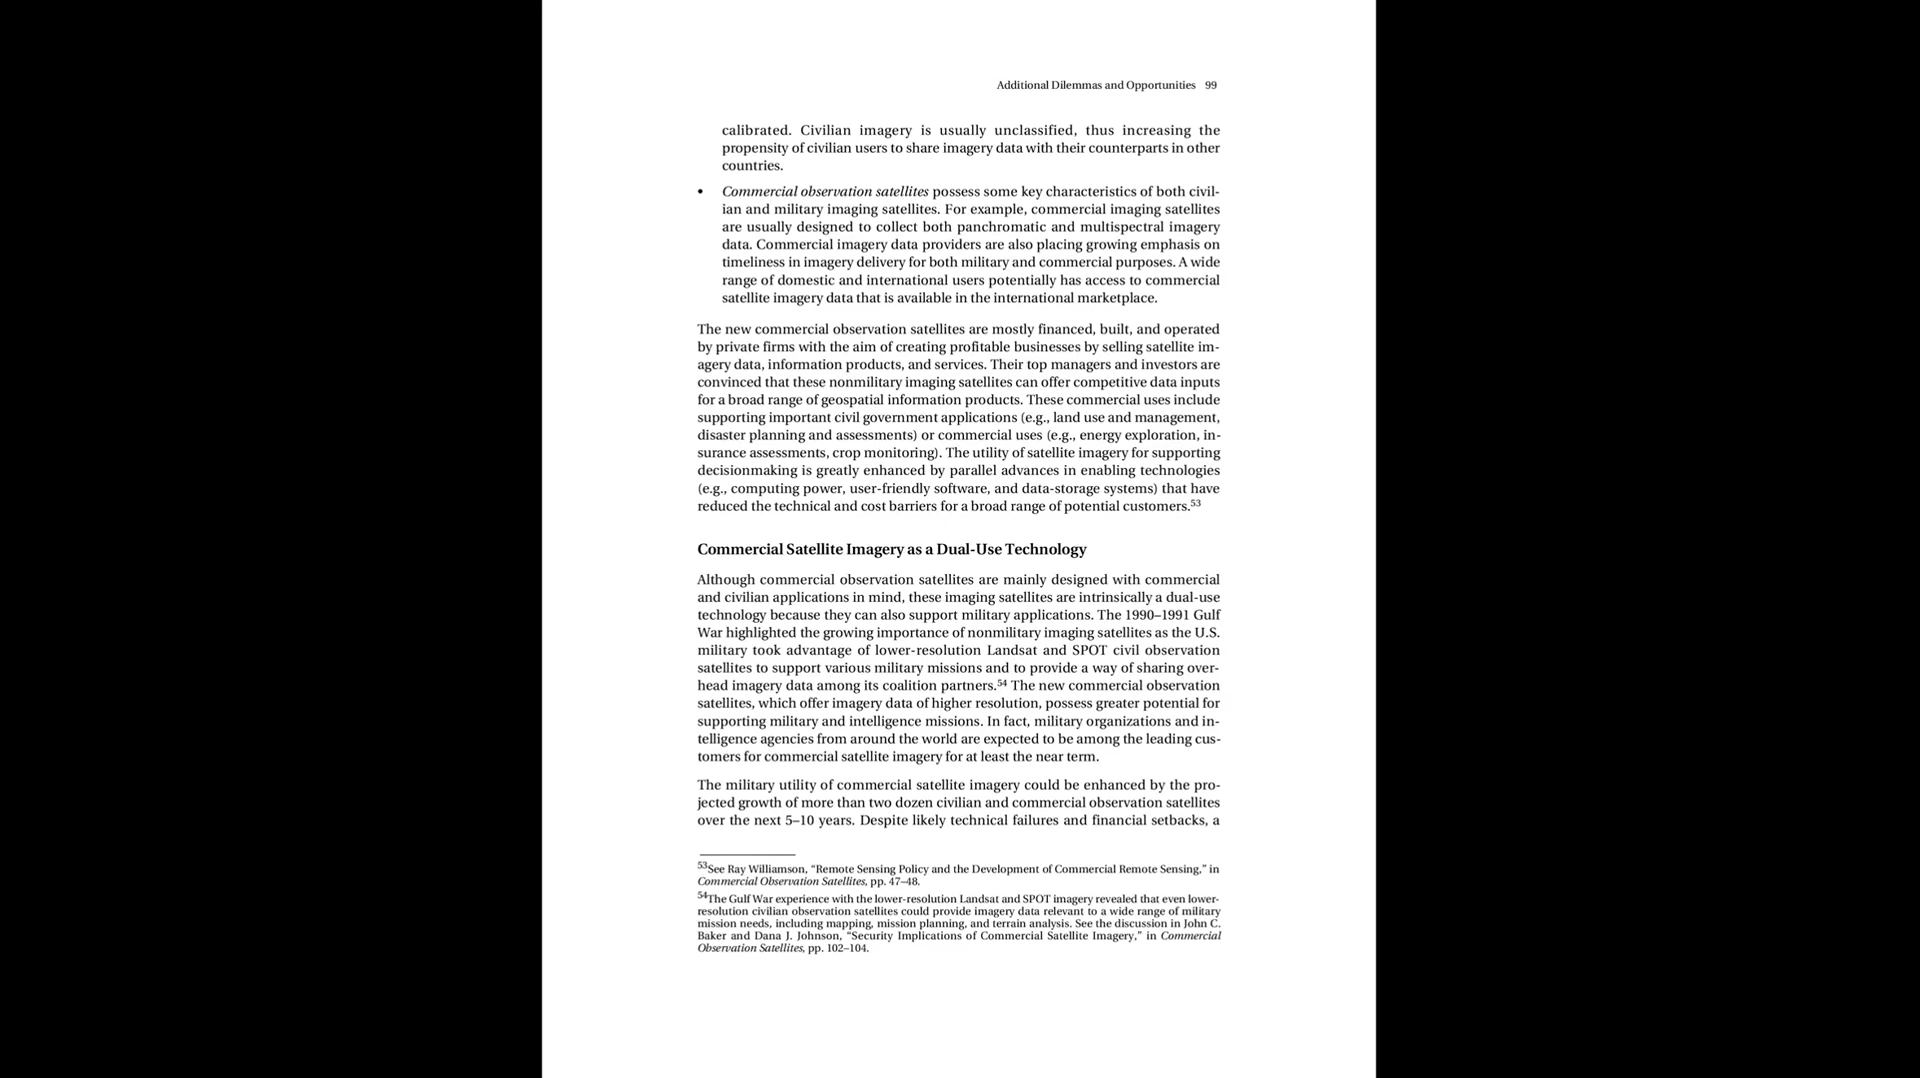 Additional Dilemmas and Opportunities 99
calibrated. Civilian imagery is usually unclassified, thus increasing the
propensity of civilian users to share imagery data with their counterparts in other
countries.
• Commercial observation satellites possess some key characteristics of both civil-
ian and military imaging satellites. For example, commercial imaging satellites
are usually designed to collect both panchromatic and multispectral imagery
data. Commercial imagery data providers are also placing growing emphasis on
timeliness in imagery delivery for both military and commercial purposes. A wide
range of domestic and international users potentially has access to commercial
satellite imagery data that is available in the international marketplace.
The new commercial observation satellites are mostly financed, built, and operated
by private firms with the aim of creating profitable businesses by selling satellite im-
agery data, information products, and services. Their top managers and investors are
convinced that these nonmilitary imaging satellites can offer competitive data inputs
for a broad range of geospatial information products. These commercial uses include
supporting important civil government applications (e.g., land use and management,
disaster planning and assessments) or commercial uses (e.g., energy exploration, in-
surance assessments, crop monitoring). The utility of satellite imagery for supporting
decisionmaking is greatly enhanced by parallel advances in enabling technologies
(e.g., computing power, user-friendly software, and data-storage systems) that have
reduced the technical and cost barriers for a broad range of potential customers.53
Commercial Satellite Imagery as a Dual-Use Technology
Although commercial observation satellites are mainly designed with commercial
and civilian applications in mind, these imaging satellites are intrinsically a dual-use
technology because they can also support military applications. The 1990–1991 Gulf
War highlighted the growing importance of nonmilitary imaging satellites as the U.S.
military took advantage of lower-resolution Landsat and SPOT civil observation
satellites to support various military missions and to provide a way of sharing over-
head imagery data among its coalition partners.54 The new commercial observation
satellites, which offer imagery data of higher resolution, possess greater potential for
supporting military and intelligence missions. In fact, military organizations and in-
telligence agencies from around the world are expected to be among the leading cus-
tomers for commercial satellite imagery for at least the near term.
The military utility of commercial satellite imagery could be enhanced by the pro-
jected growth of more than two dozen civilian and commercial observation satellites
over the next 5–10 years. Despite likely technical failures and financial setbacks, a
53See Ray Williamson, “Remote Sensing Policy and the Development of Commercial Remote Sensing,” in
Commercial Observation Satellites, pp. 47–48.
54The Gulf War experience with the lower-resolution Landsat and SPOT imagery revealed that even lower-
resolution civilian observation satellites could provide imagery data relevant to a wide range of military
mission needs, including mapping, mission planning, and terrain analysis. See the discussion in John C.
Baker and Dana J. Johnson, “Security Implications of Commercial Satellite Imagery,” in Commercial
Observation Satellites, pp. 102–104.